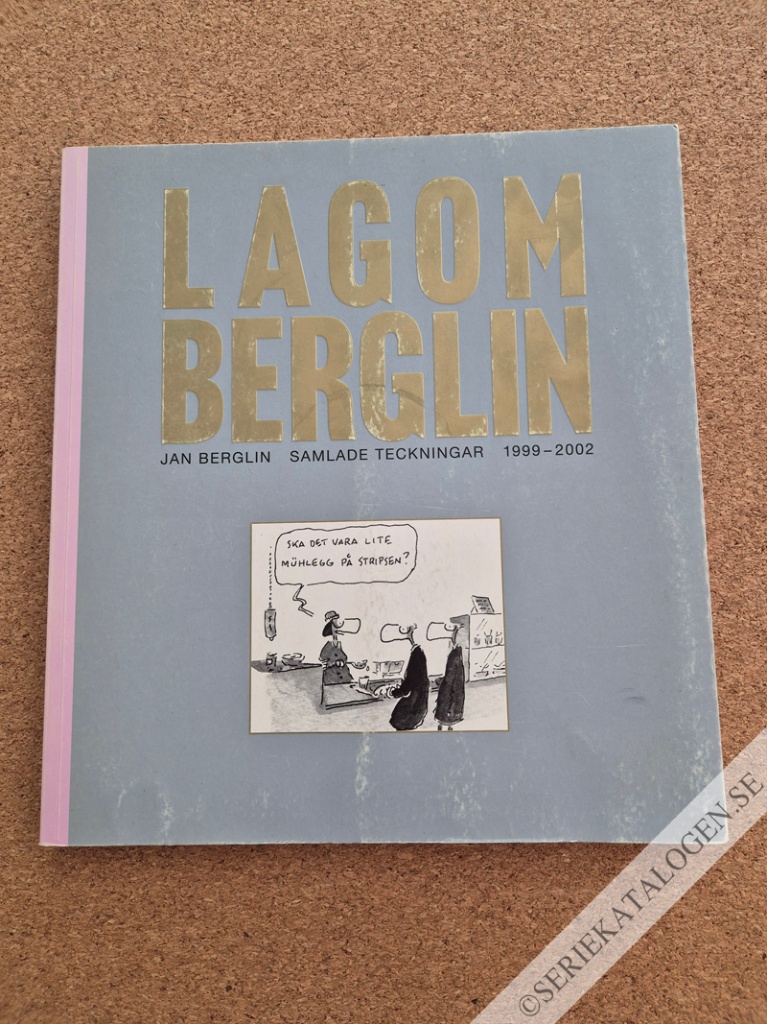 LAGOM
BERGLIN
JAN BERGLIN SAMLADE TECKNINGAR 1999–2002
SKA DET VARA LITE
MÜHLEGG PÅ STRIPSEN?
©SERIEKATALOGEN.SE